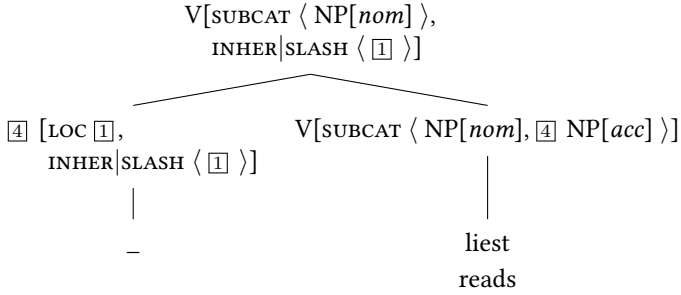 V[SUBCAT ⟨ NP[nom] ⟩,
INHER|SLASH ⟨ 1 ⟩]
4 [LOC 1, V[SUBCAT ⟨ NP[nom], 4 NP[acc] ⟩]
INHER|SLASH ⟨ 1 ⟩]
_ liest
reads